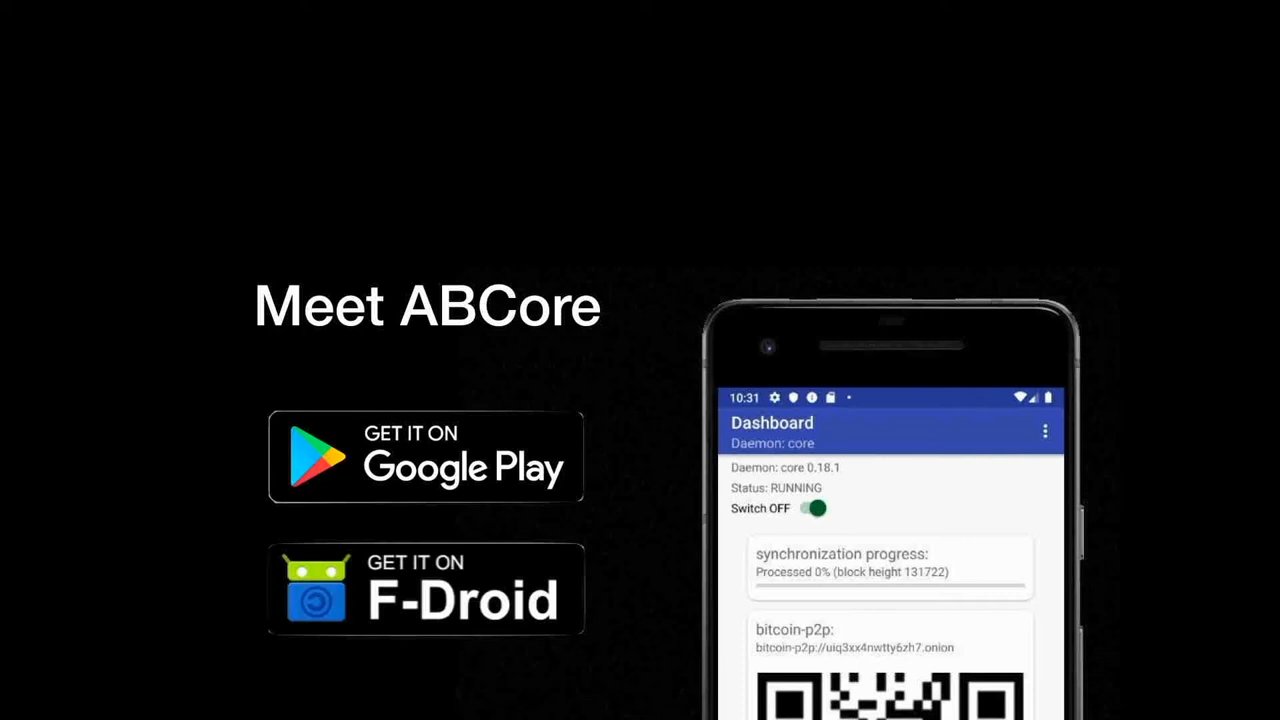 Meet ABCore
GET IT ON
Google Play
GET IT ON
F-Droid
10:31
Dashboard
Daemon: core
Daemon: core 0.18.1
Status: RUNNING
Switch OFF
synchronization progress:
Processed 0% (block height 131722)
bitcoin-p2p:
bitcoin-p2p://uiq3xx4nwtty6zh7.onion